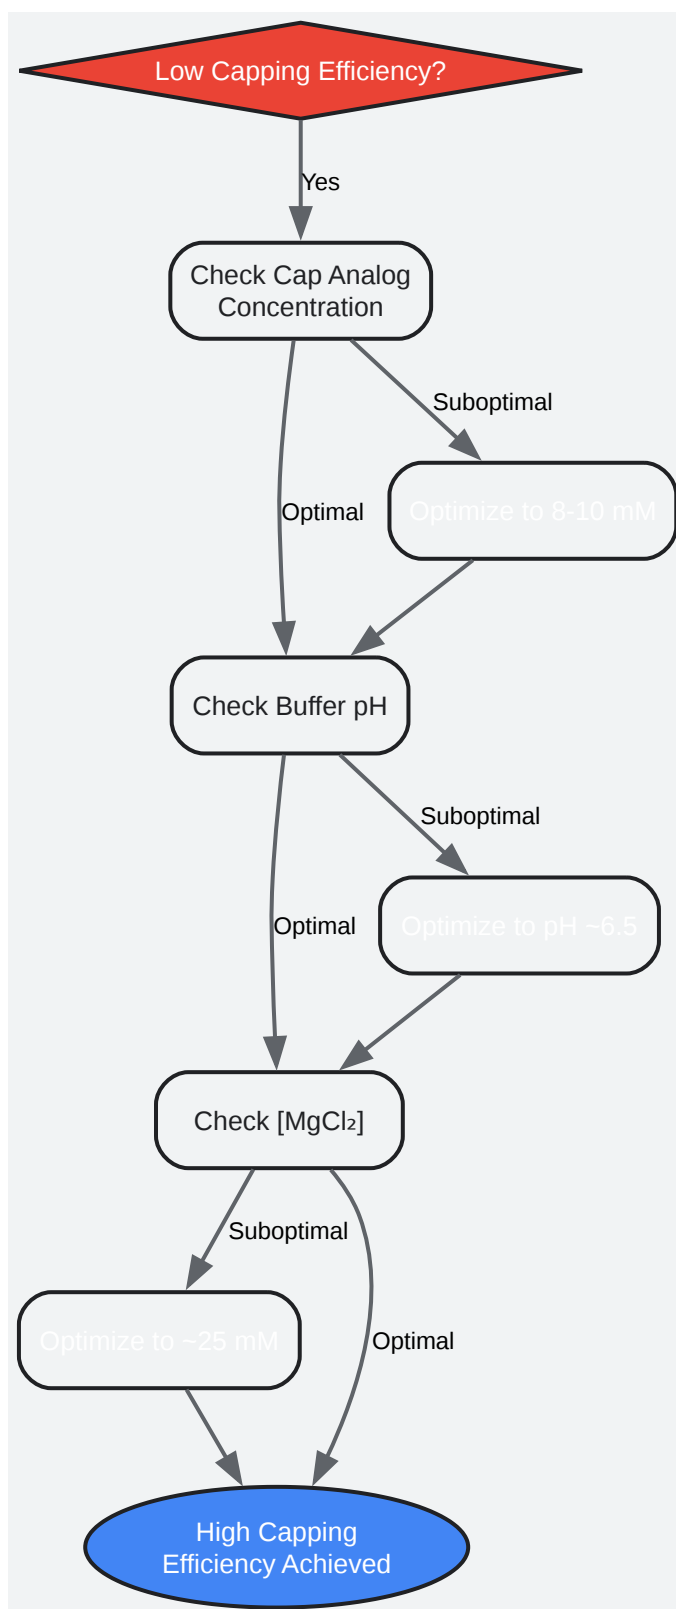 Low Capping Efficiency?
Yes
Check Cap Analog
Concentration
Suboptimal
Optimal
Optimize to 8-10 mM
Check Buffer pH
Suboptimal
Optimal
Optimize to pH ~6.5
Check [MgCl₂]
Suboptimal
Optimize to ~25 mM
Optimal
High Capping
Efficiency Achieved